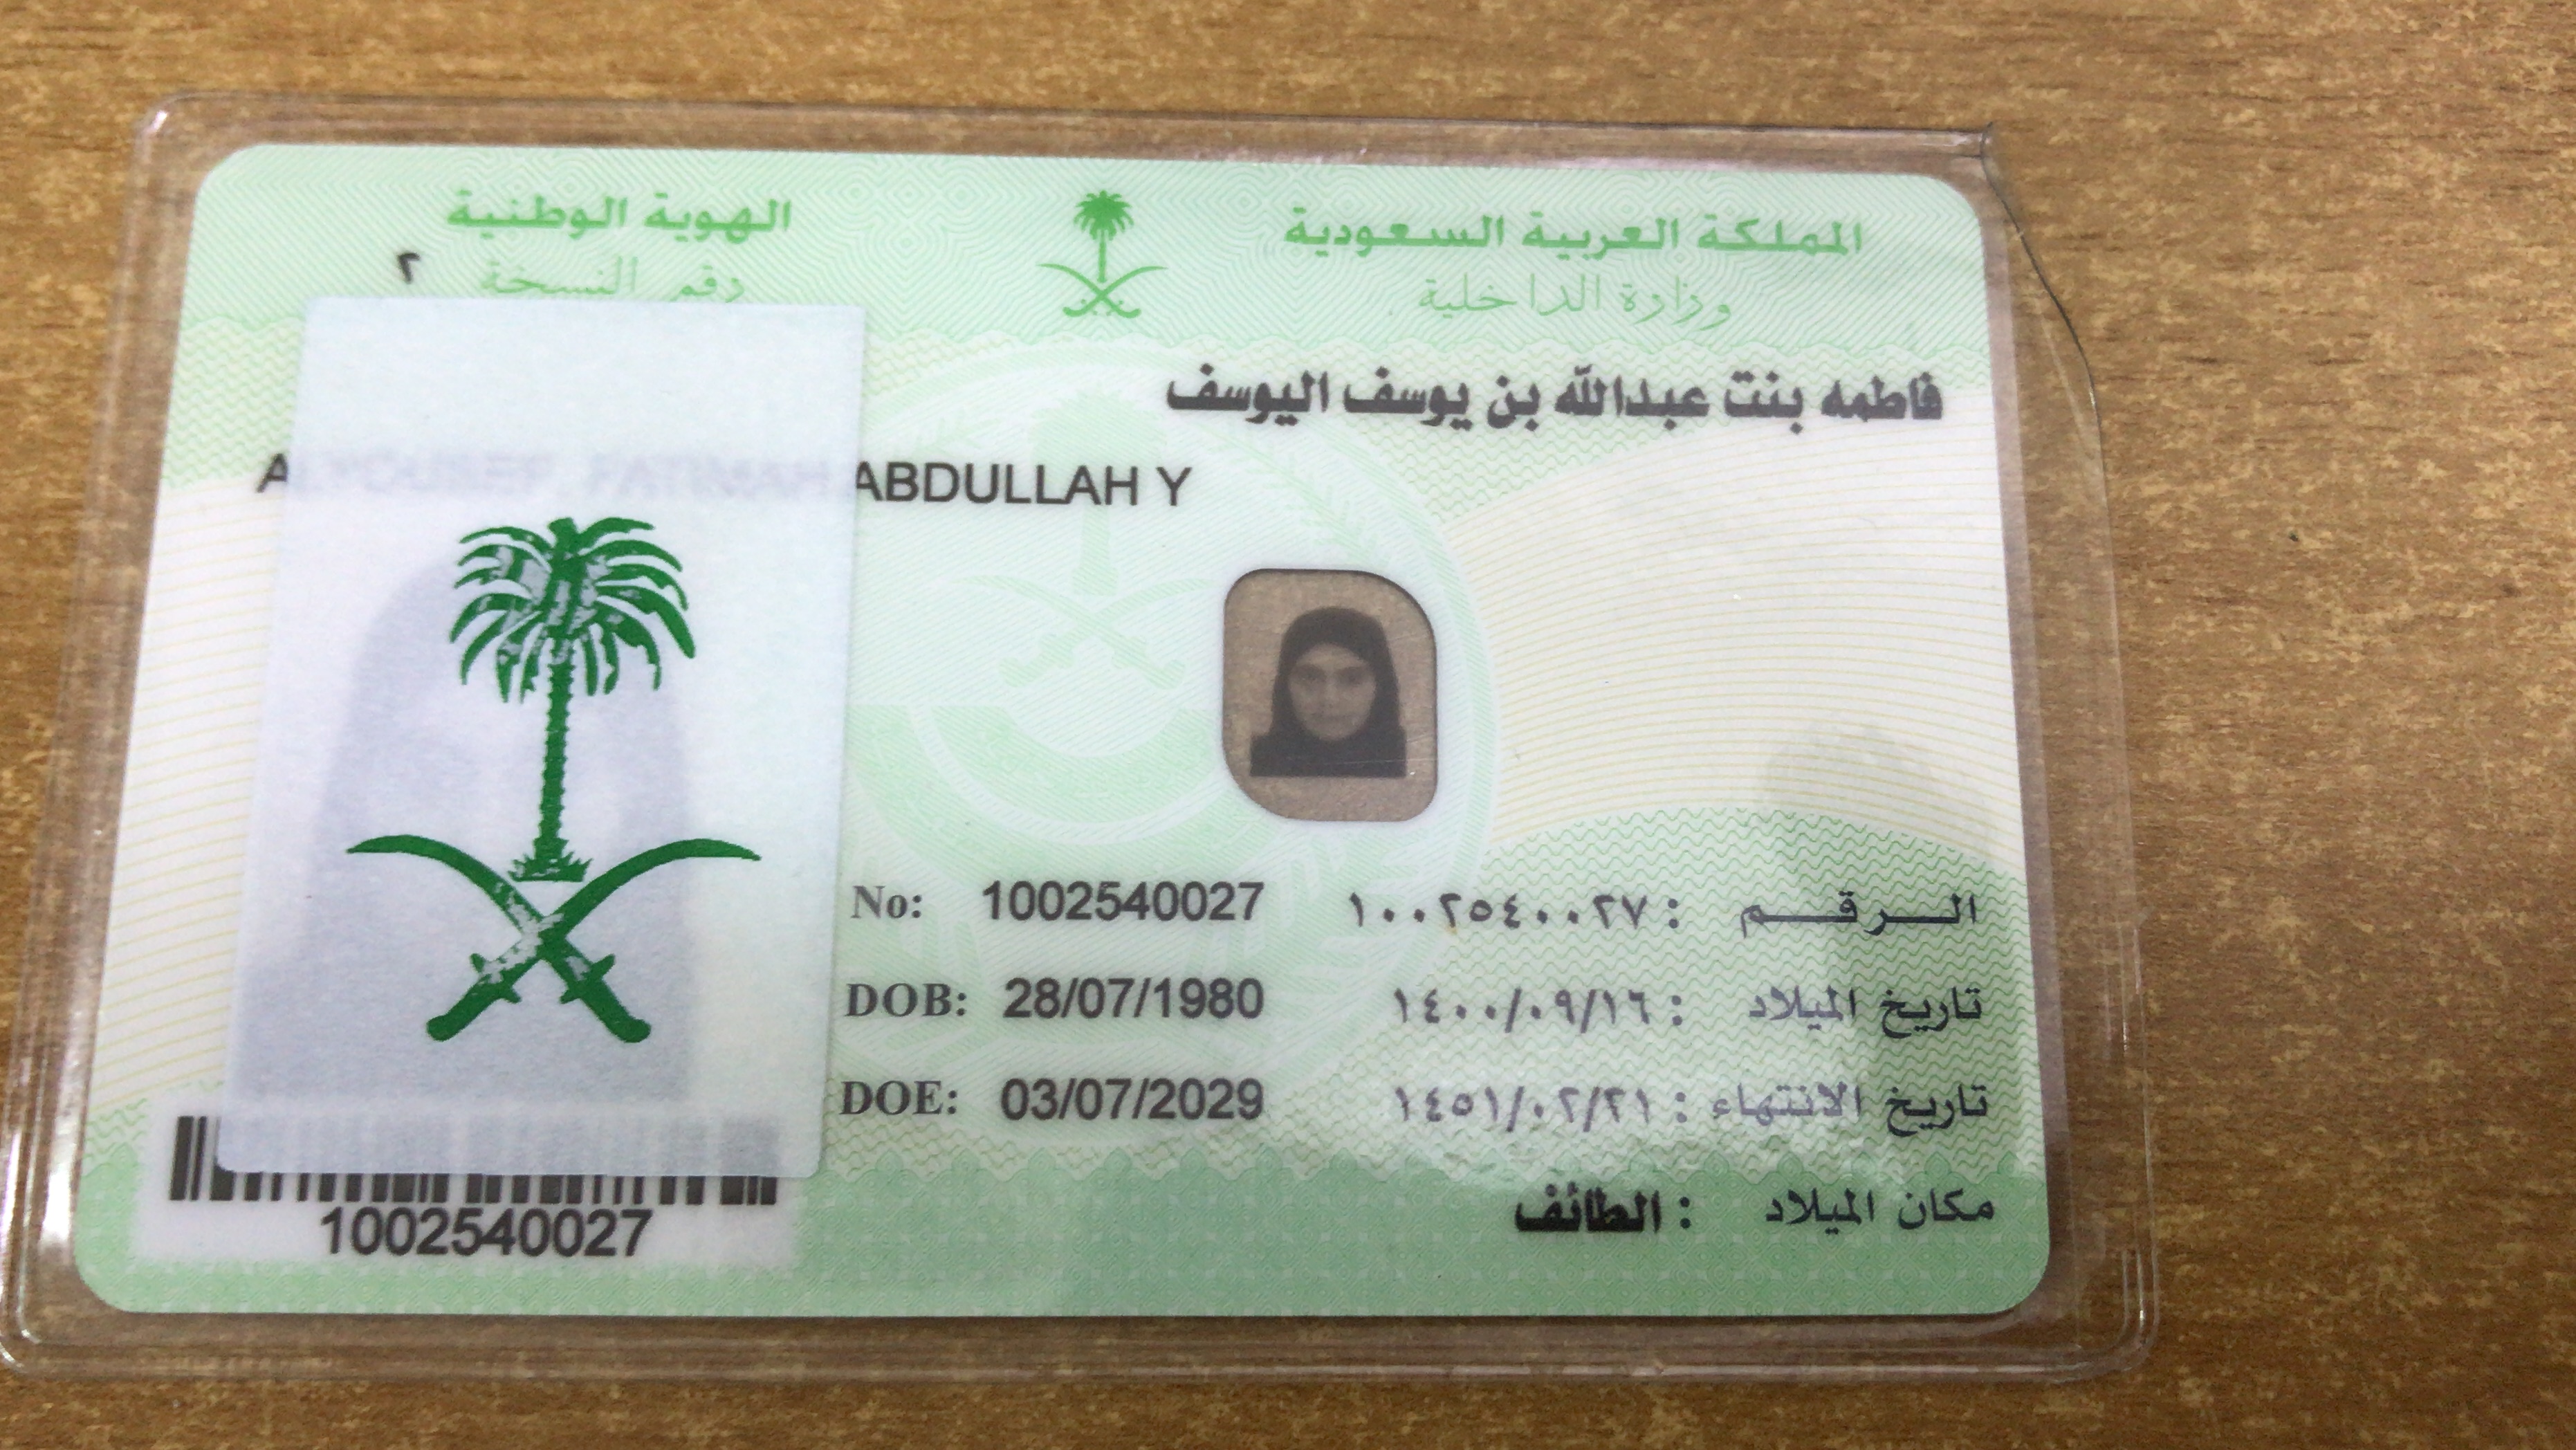 المملكة العربية السعودية
الهوية الوطنية
وزارة الداخلية
رقم النسخة ٢
فاطمه بنت عبدالله بن يوسف اليوسف
ABDULLAH Y
No: 1002540027
الرقم : ١٠٠٢٥٤٠٠٢٧
DOB: 28/07/1980
تاريخ الميلاد : ١٤٠٠/٠٩/١٦
DOE: 03/07/2029
تاريخ الانتهاء : ١٤٥١/٠٢/٢١
مكان الميلاد : الطائف
1002540027